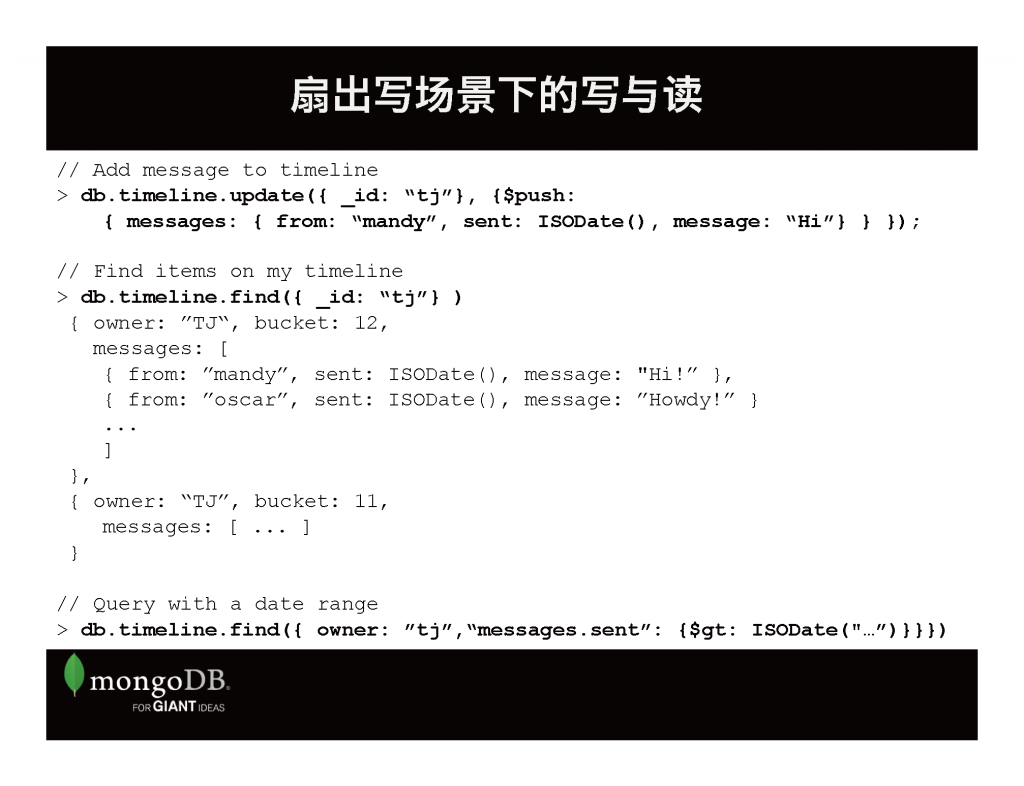 扇出写场景下的写与读
// Add message to timeline
> db.timeline.update({ _id: “tj”}, {$push:
{ messages: { from: “mandy”, sent: ISODate(), message: “Hi”} } });
// Find items on my timeline
> db.timeline.find({ _id: “tj”} )
{ owner: ”TJ“, bucket: 12,
messages: [
{ from: ”mandy”, sent: ISODate(), message: "Hi!” },
{ from: ”oscar”, sent: ISODate(), message: ”Howdy!” }
...
]
},
{ owner: “TJ”, bucket: 11,
messages: [ ... ]
}
// Query with a date range
> db.timeline.find({ owner: ”tj”,“messages.sent”: {$gt: ISODate("…”)}}})
mongoDB®
FOR GIANT IDEAS